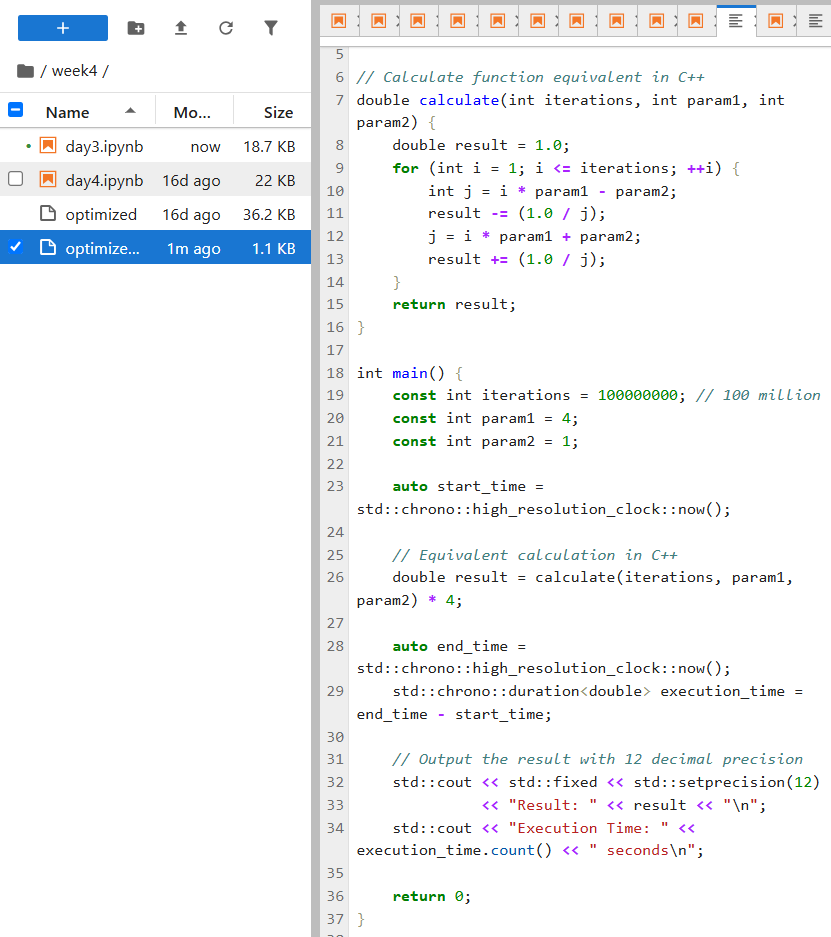 +
/ week4 /
Name Mo... Size
day3.ipynb now 18.7 KB
day4.ipynb 16d ago 22 KB
optimized 16d ago 36.2 KB
optimize... 1m ago 1.1 KB
5
6 // Calculate function equivalent in C++
7 double calculate(int iterations, int param1, int
param2) {
8     double result = 1.0;
9     for (int i = 1; i <= iterations; ++i) {
10         int j = i * param1 - param2;
11         result -= (1.0 / j);
12         j = i * param1 + param2;
13         result += (1.0 / j);
14     }
15     return result;
16 }
17
18 int main() {
19     const int iterations = 100000000; // 100 million
20     const int param1 = 4;
21     const int param2 = 1;
22
23     auto start_time =
std::chrono::high_resolution_clock::now();
24
25     // Equivalent calculation in C++
26     double result = calculate(iterations, param1,
param2) * 4;
27
28     auto end_time =
std::chrono::high_resolution_clock::now();
29     std::chrono::duration<double> execution_time =
end_time - start_time;
30
31     // Output the result with 12 decimal precision
32     std::cout << std::fixed << std::setprecision(12)
33               << "Result: " << result << "\n";
34     std::cout << "Execution Time: " <<
execution_time.count() << " seconds\n";
35
36     return 0;
37 }